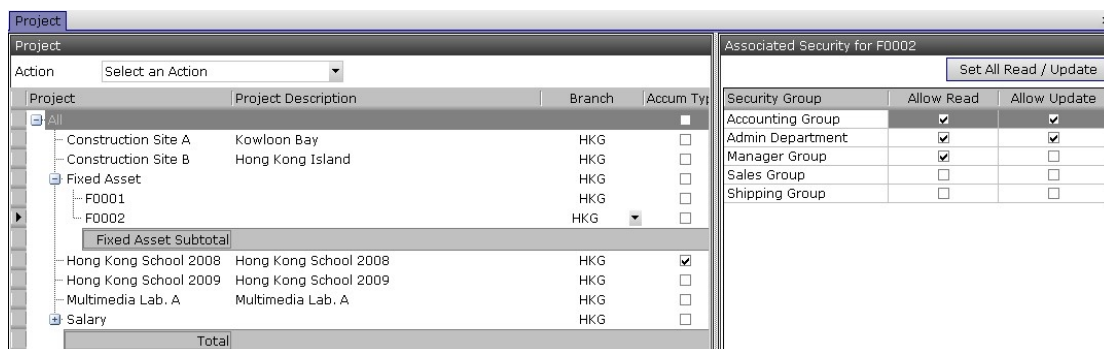 Project
Project
Action Select an Action
Project Project Description Branch Accum Typ
All
Construction Site A Kowloon Bay HKG
Construction Site B Hong Kong Island HKG
Fixed Asset HKG
F0001 HKG
F0002 HKG
Fixed Asset Subtotal
Hong Kong School 2008 Hong Kong School 2008 HKG
Hong Kong School 2009 Hong Kong School 2009 HKG
Multimedia Lab. A Multimedia Lab. A HKG
Salary HKG
Total
Associated Security for F0002
Set All Read / Update
Security Group Allow Read Allow Update
Accounting Group
Admin Department
Manager Group
Sales Group
Shipping Group